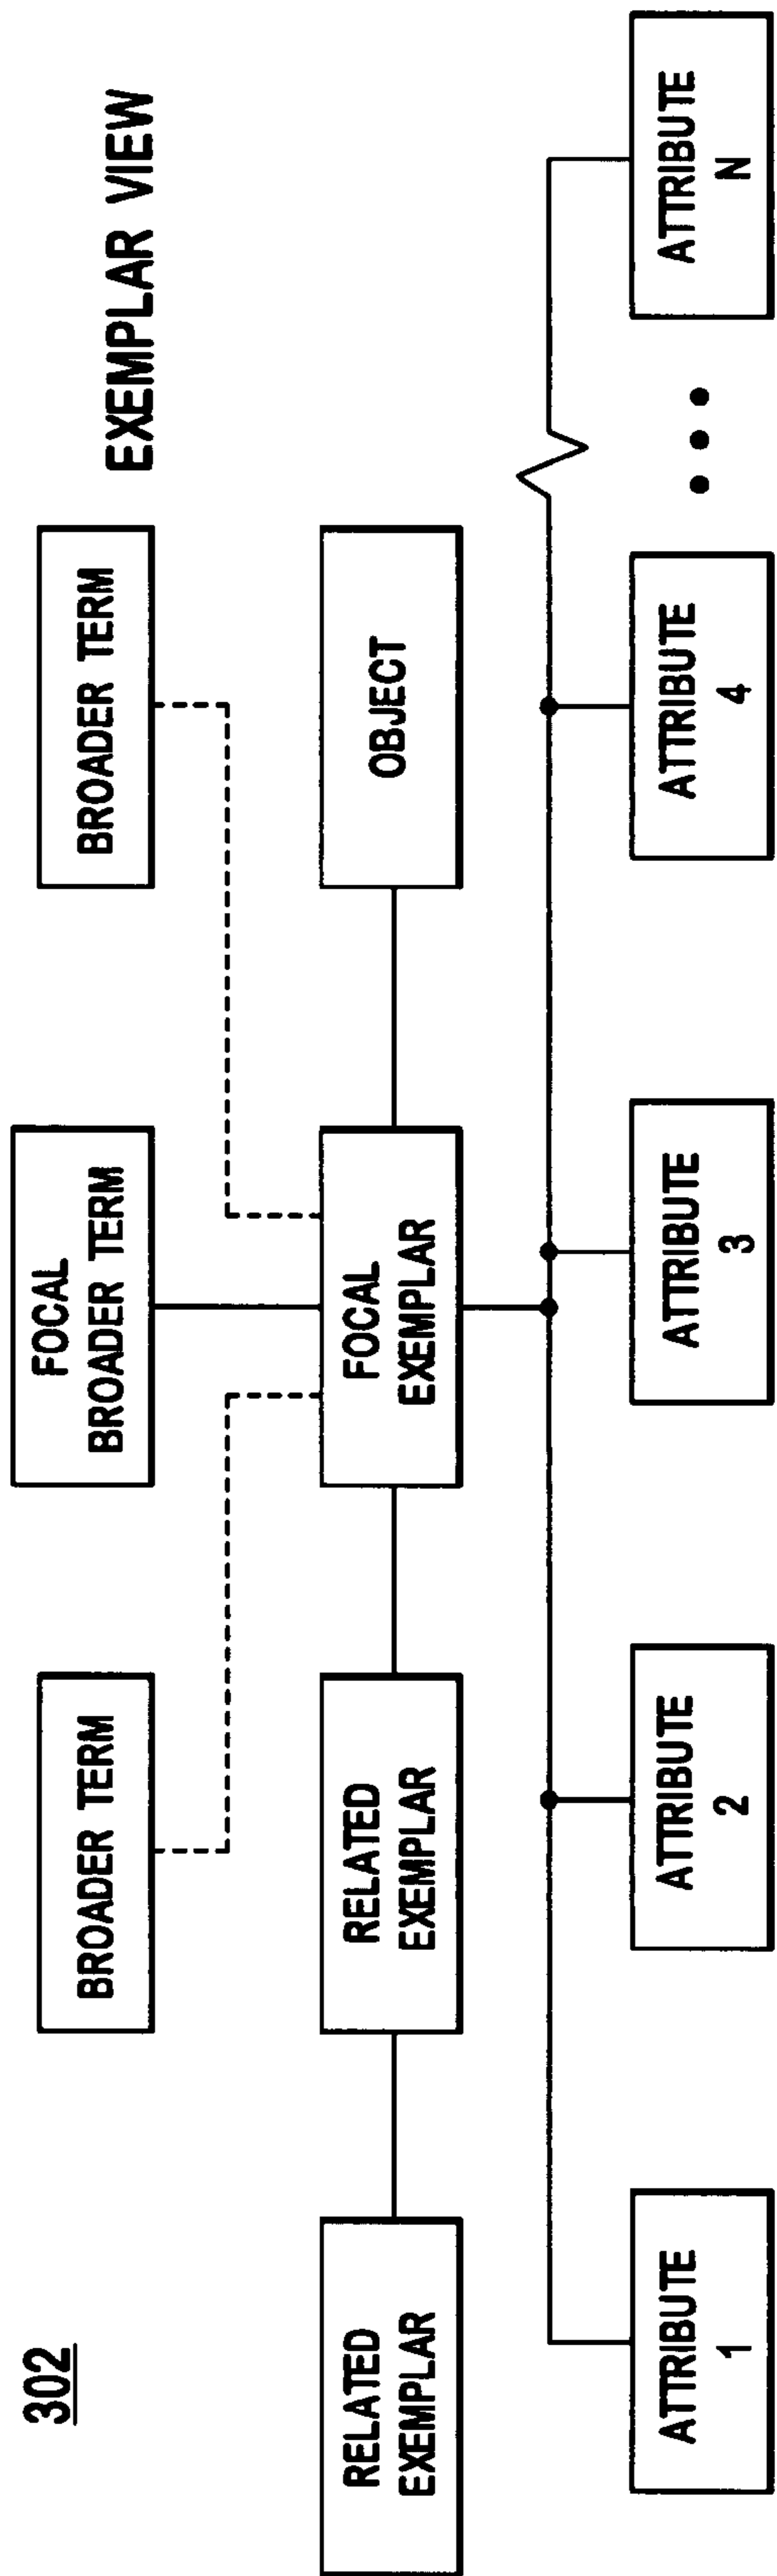 302
EXEMPLAR VIEW
BROADER TERM
FOCAL
BROADER TERM
BROADER TERM
RELATED
EXEMPLAR
RELATED
EXEMPLAR
FOCAL
EXEMPLAR
OBJECT
ATTRIBUTE
1
ATTRIBUTE
2
ATTRIBUTE
3
ATTRIBUTE
4
ATTRIBUTE
N